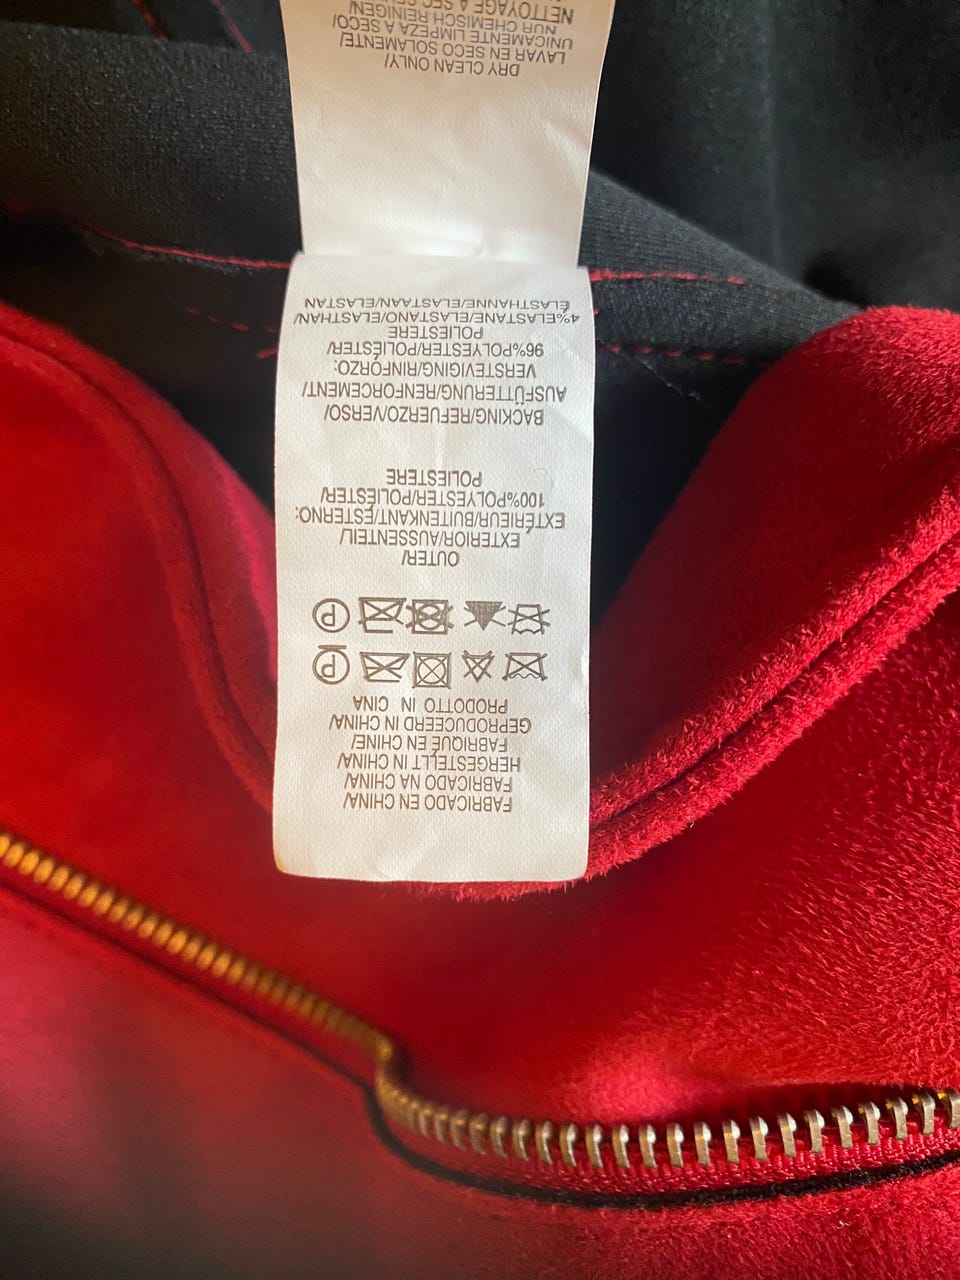 FABRICADO EN CHINA/
FABRICADO NA CHINA/
HERGESTELLT IN CHINA/
FABRIQUÉ EN CHINE/
GEPRODUCEERD IN CHINA/
PRODOTTO IN CINA
P
P
OUTER/
EXTERIOR/AUSSENTEIL/
EXTÉRIEUR/BUITENKANT/ESTERNO:
100%POLYESTER/POLIÉSTER/
POLIESTERE
BACKING/REFUERZO/VERSO/
AUSFÜTTERUNG/RENFORCEMENT/
VERSTEVIGING/RINFORZO:
96%POLYESTER/POLIÉSTER/
POLIESTERE
4%ELASTANE/ELASTANO/ELASTHAN/
ÉLASTHANNE/ELASTAAN/ELASTAN
DRY CLEAN ONLY/
LAVAR EN SECO SOLAMENTE/
UNICAMENTE LIMPEZA A SECO/
NUR CHEMISCH REINIGEN/
NETTOYAGE A SEC